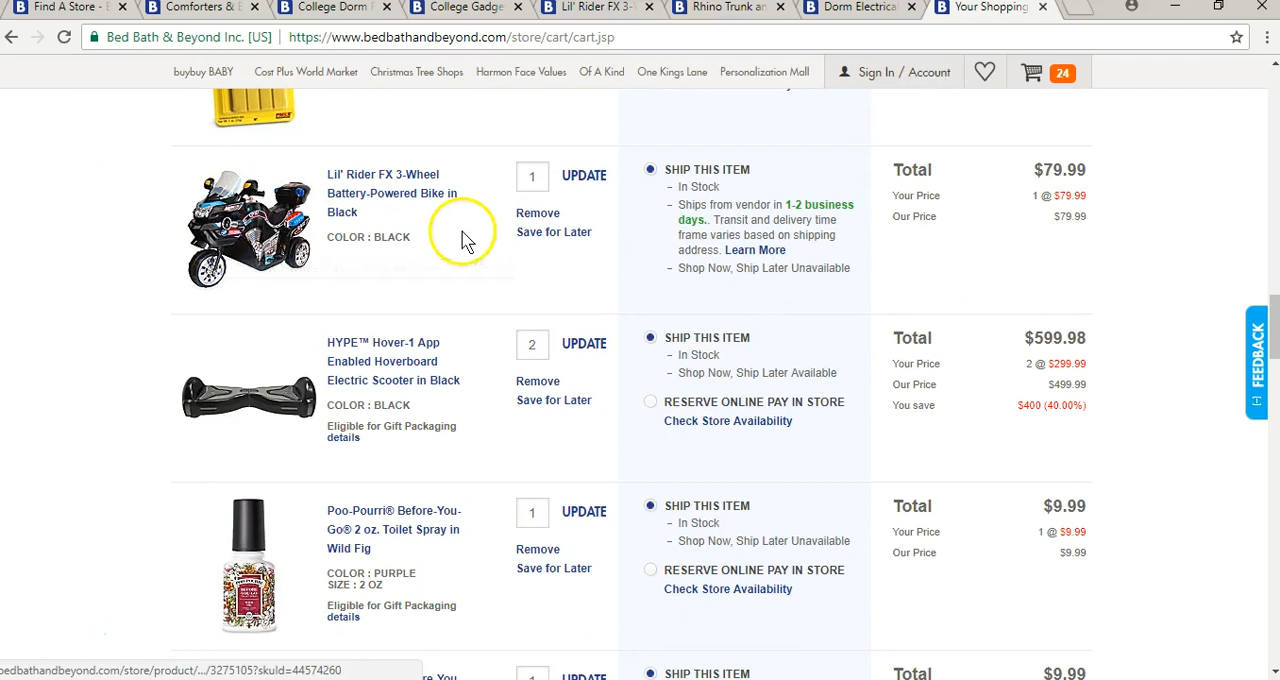 Find A Store - B
Comforters & E
College Dorm F
College Gadge
Lil' Rider FX 3-
Rhino Trunk an
Dorm Electrical
Your Shopping
Bed Bath & Beyond Inc. [US] | https://www.bedbathandbeyond.com/store/cart/cart.jsp
buybuy BABY Cost Plus World Market Christmas Tree Shops Harmon Face Values Of A Kind One Kings Lane Personalization Mall Sign In / Account 24
Lil' Rider FX 3-Wheel
Battery-Powered Bike in
Black
COLOR : BLACK
1 UPDATE
Remove
Save for Later
SHIP THIS ITEM
– In Stock
– Ships from vendor in 1-2 business
days.. Transit and delivery time
frame varies based on shipping
address. Learn More
– Shop Now, Ship Later Unavailable
Total $79.99
Your Price 1 @ $79.99
Our Price $79.99
HYPE™ Hover-1 App
Enabled Hoverboard
Electric Scooter in Black
COLOR : BLACK
Eligible for Gift Packaging
details
2 UPDATE
Remove
Save for Later
SHIP THIS ITEM
– In Stock
– Shop Now, Ship Later Available
RESERVE ONLINE PAY IN STORE
Check Store Availability
Total $599.98
Your Price 2 @ $299.99
Our Price $499.99
You save $400 (40.00%)
[-] FEEDBACK
Poo-Pourri® Before-You-
Go® 2 oz. Toilet Spray in
Wild Fig
COLOR : PURPLE
SIZE : 2 OZ
Eligible for Gift Packaging
details
1 UPDATE
Remove
Save for Later
SHIP THIS ITEM
– In Stock
– Shop Now, Ship Later Unavailable
RESERVE ONLINE PAY IN STORE
Check Store Availability
Total $9.99
Your Price 1 @ $9.99
Our Price $9.99
bedbathandbeyond.com/store/product/.../3275105?skuId=44574260
1 UPDATE
SHIP THIS ITEM
Total $9.99